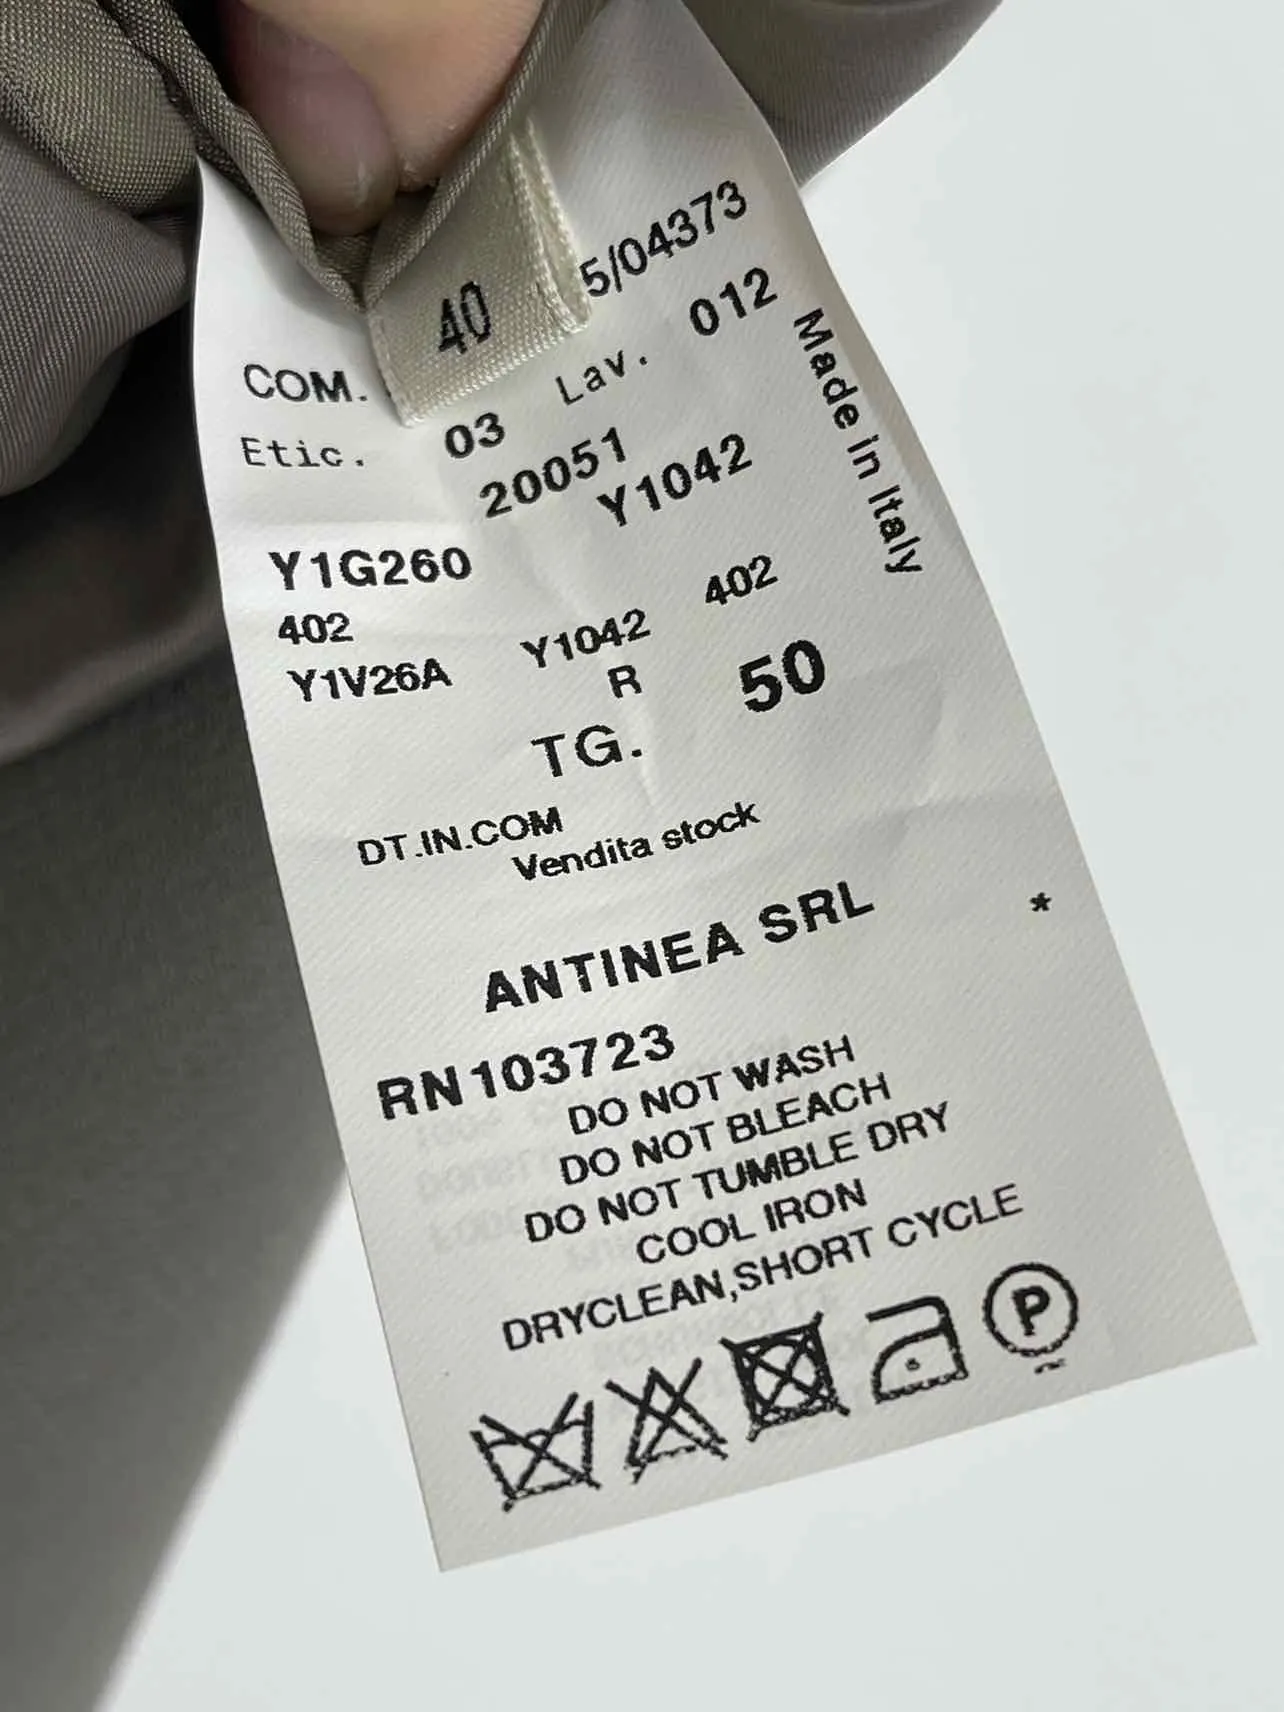 40
COM. 5/04373
Etic. 03 Lav. 012
20051
Y1G260 Y1042
402
Y1V26A Y1042 402
R
TG. 50
DT.IN.COM
Vendita stock
ANTINEA SRL *
RN103723
DO NOT WASH
DO NOT BLEACH
DO NOT TUMBLE DRY
COOL IRON
DRYCLEAN,SHORT CYCLE
P
Made in Italy